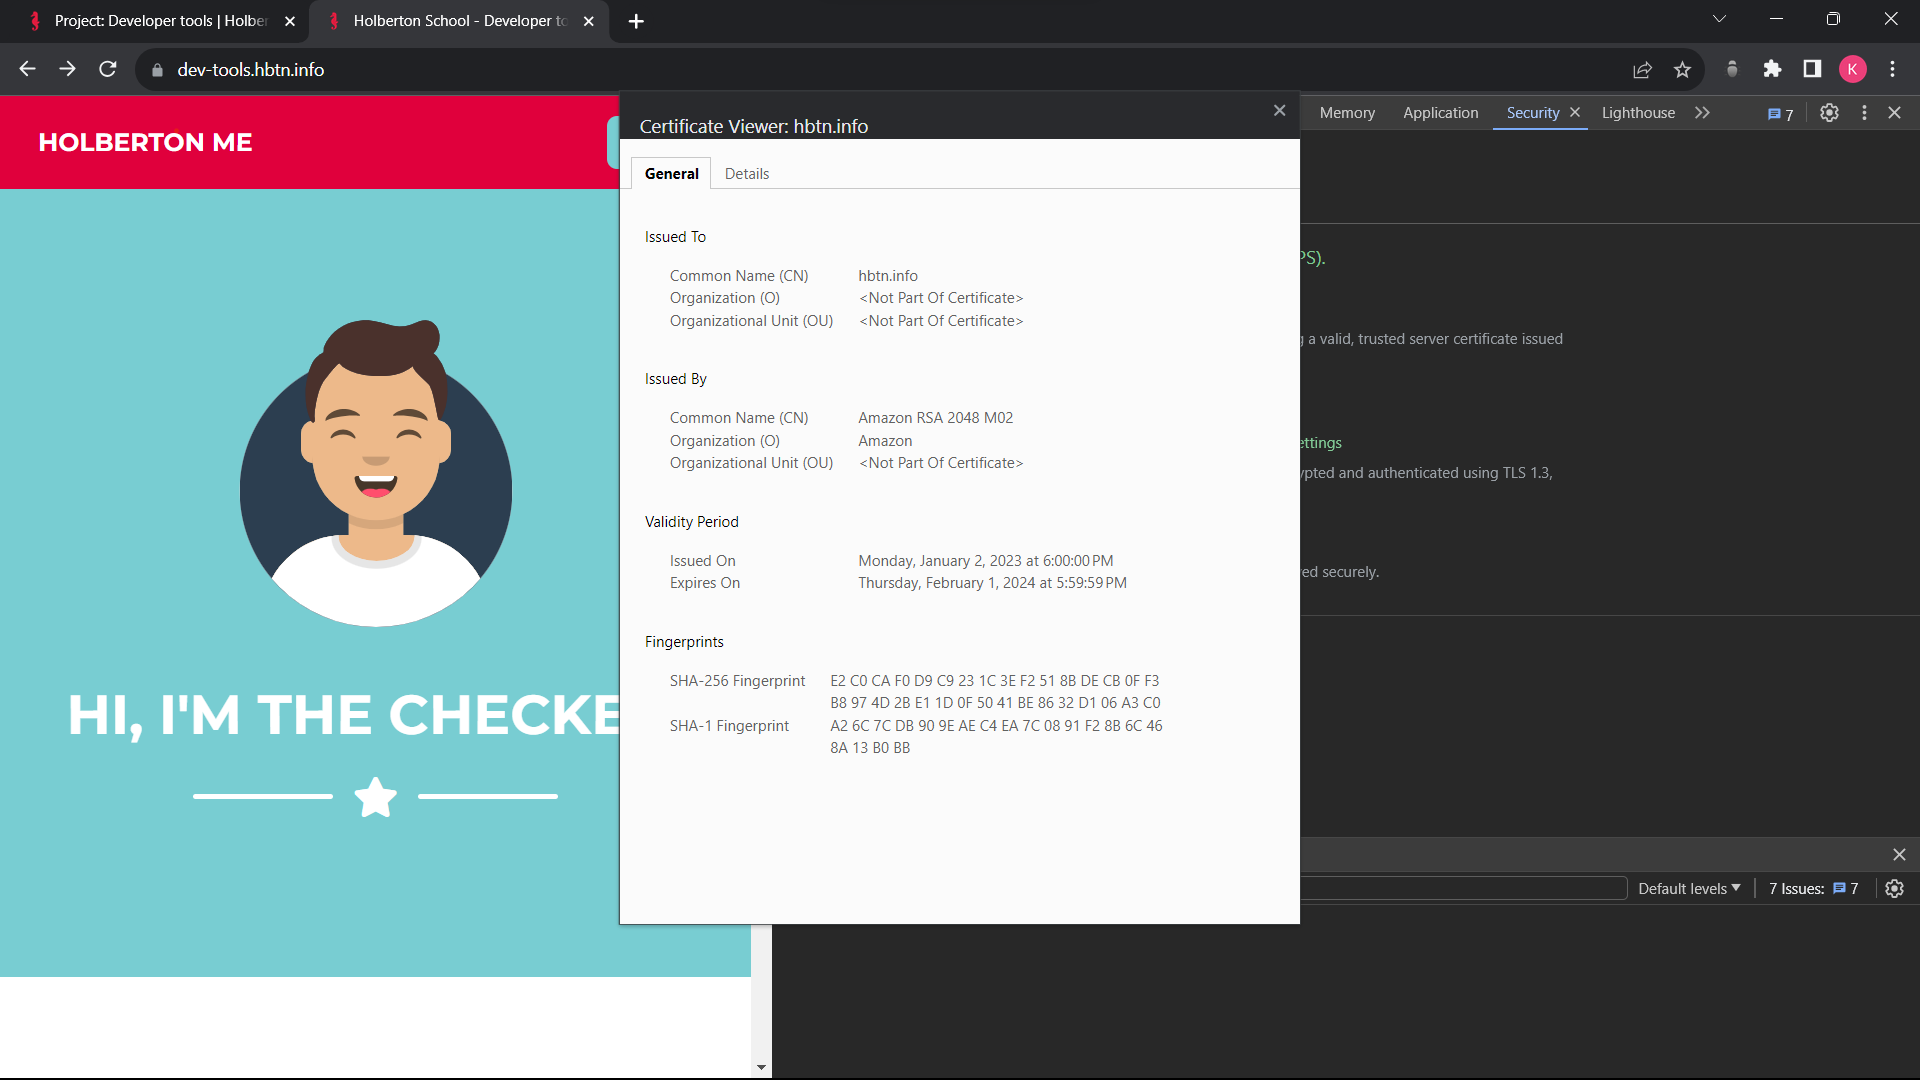 Project: Developer tools | Holber
Holberton School - Developer to
dev-tools.hbtn.info
K
HOLBERTON ME
HI, I'M THE CHECKE
Certificate Viewer: hbtn.info
General Details
Issued To
Common Name (CN) hbtn.info
Organization (O) <Not Part Of Certificate>
Organizational Unit (OU) <Not Part Of Certificate>
Issued By
Common Name (CN) Amazon RSA 2048 M02
Organization (O) Amazon
Organizational Unit (OU) <Not Part Of Certificate>
Validity Period
Issued On Monday, January 2, 2023 at 6:00:00 PM
Expires On Thursday, February 1, 2024 at 5:59:59 PM
Fingerprints
SHA-256 Fingerprint E2 C0 CA F0 D9 C9 23 1C 3E F2 51 8B DE CB 0F F3
B8 97 4D 2B E1 1D 0F 50 41 BE 86 32 D1 06 A3 C0
SHA-1 Fingerprint A2 6C 7C DB 90 9E AE C4 EA 7C 08 91 F2 8B 6C 46
8A 13 B0 BB
Memory Application Security Lighthouse 7
PS).
g a valid, trusted server certificate issued
ettings
ypted and authenticated using TLS 1.3,
ed securely.
Default levels 7 Issues: 7